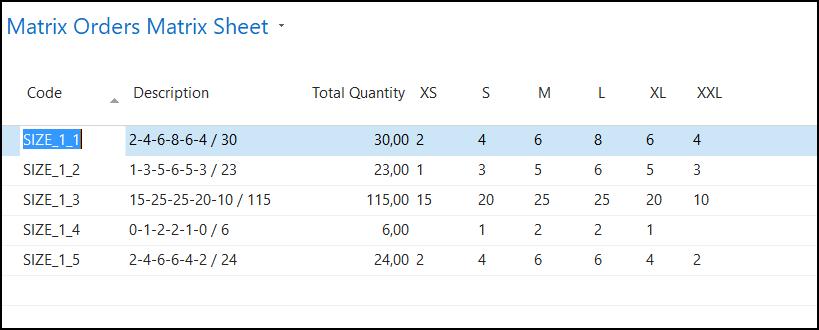 Matrix Orders Matrix Sheet
Code Description Total Quantity XS S M L XL XXL
SIZE_1_1 2-4-6-8-6-4 / 30 30,00 2 4 6 8 6 4
SIZE_1_2 1-3-5-6-5-3 / 23 23,00 1 3 5 6 5 3
SIZE_1_3 15-25-25-20-10 / 115 115,00 15 20 25 25 20 10
SIZE_1_4 0-1-2-2-1-0 / 6 6,00 1 2 2 1
SIZE_1_5 2-4-6-6-4-2 / 24 24,00 2 4 6 6 4 2